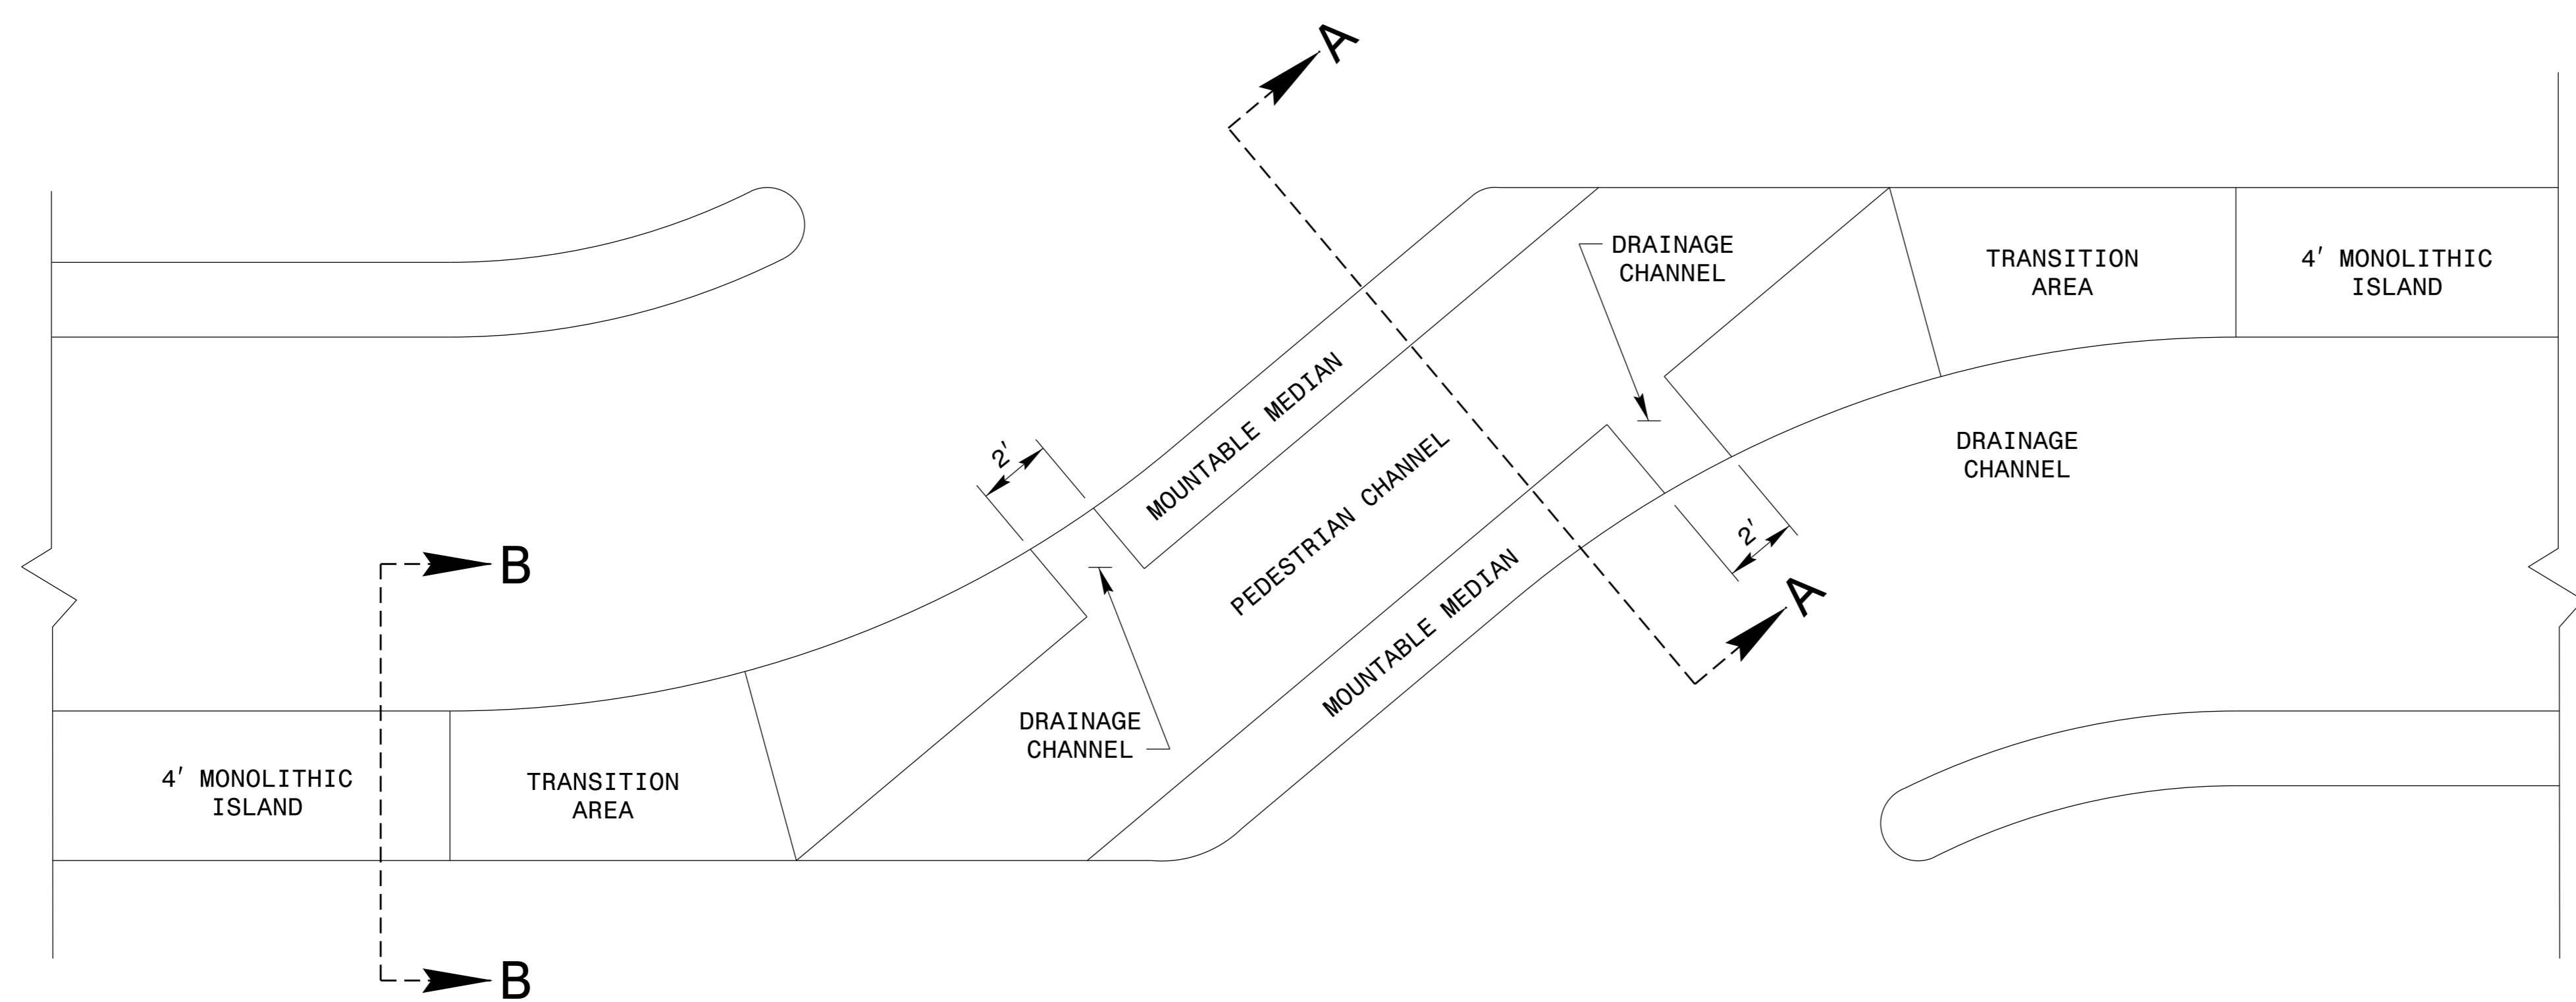 A
DRAINAGE
CHANNEL
TRANSITION
AREA
4' MONOLITHIC
ISLAND
MOUNTABLE MEDIAN
2'
PEDESTRIAN CHANNEL
DRAINAGE
CHANNEL
2'
B
A
MOUNTABLE MEDIAN
DRAINAGE
CHANNEL
4' MONOLITHIC
ISLAND
TRANSITION
AREA
B